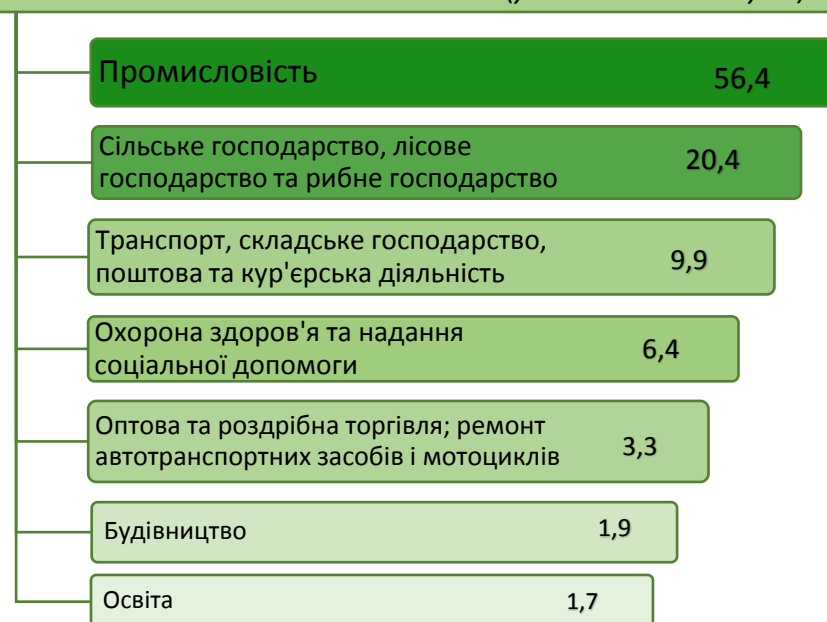 Промисловість 56,4
Сільське господарство, лісове
господарство та рибне господарство 20,4
Транспорт, складське господарство,
поштова та кур'єрська діяльність 9,9
Охорона здоров'я та надання
соціальної допомоги 6,4
Оптова та роздрібна торгівля; ремонт
автотранспортних засобів і мотоциклів 3,3
Будівництво 1,9
Освіта 1,7